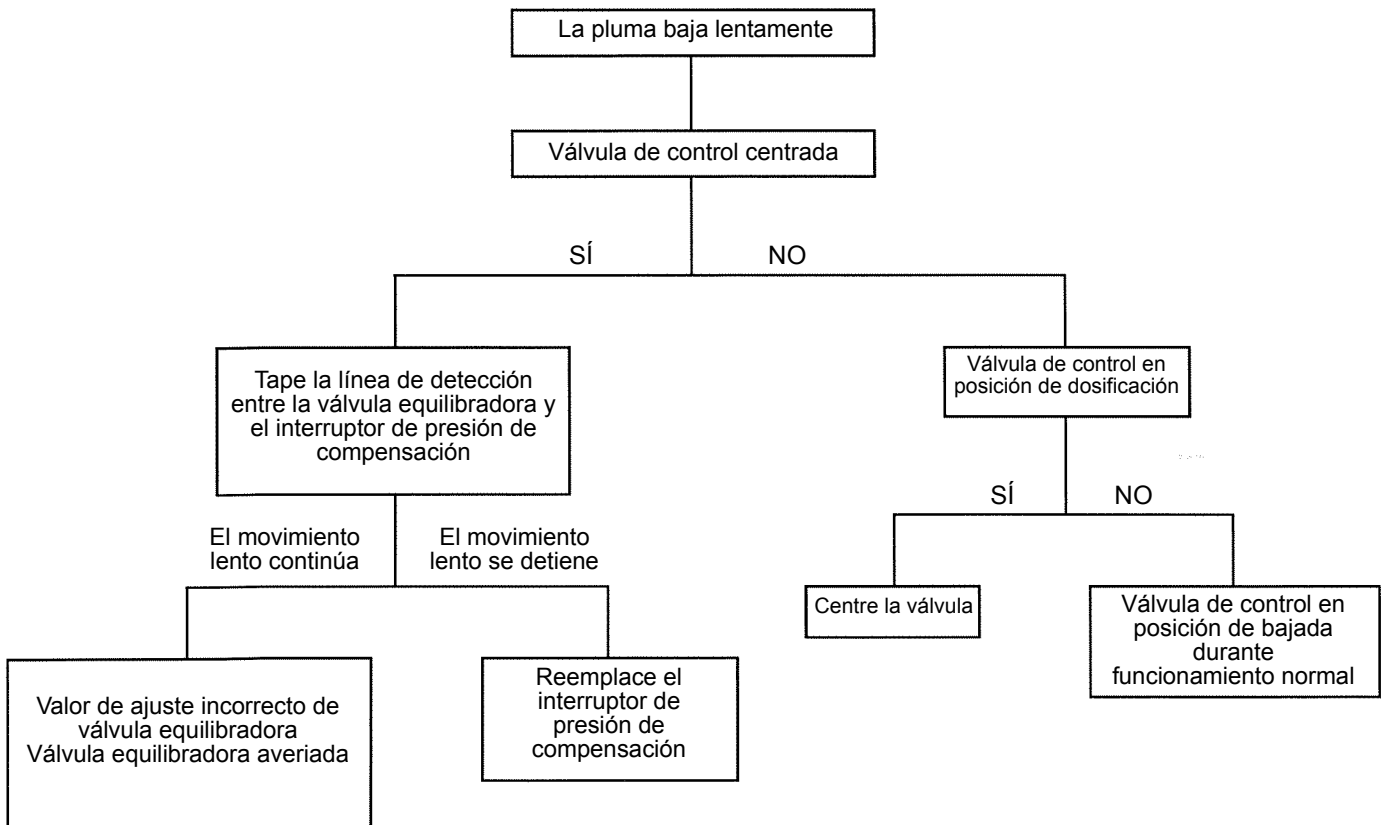 La pluma baja lentamente
Válvula de control centrada
SÍ
NO
Tape la línea de detección
entre la válvula equilibradora y
el interruptor de presión de
compensación
Válvula de control en
posición de dosificación
SÍ
NO
El movimiento
lento continúa
El movimiento
lento se detiene
Centre la válvula
Válvula de control en
posición de bajada
durante
funcionamiento normal
Valor de ajuste incorrecto de
válvula equilibradora
Válvula equilibradora averiada
Reemplace el
interruptor de
presión de
compensación